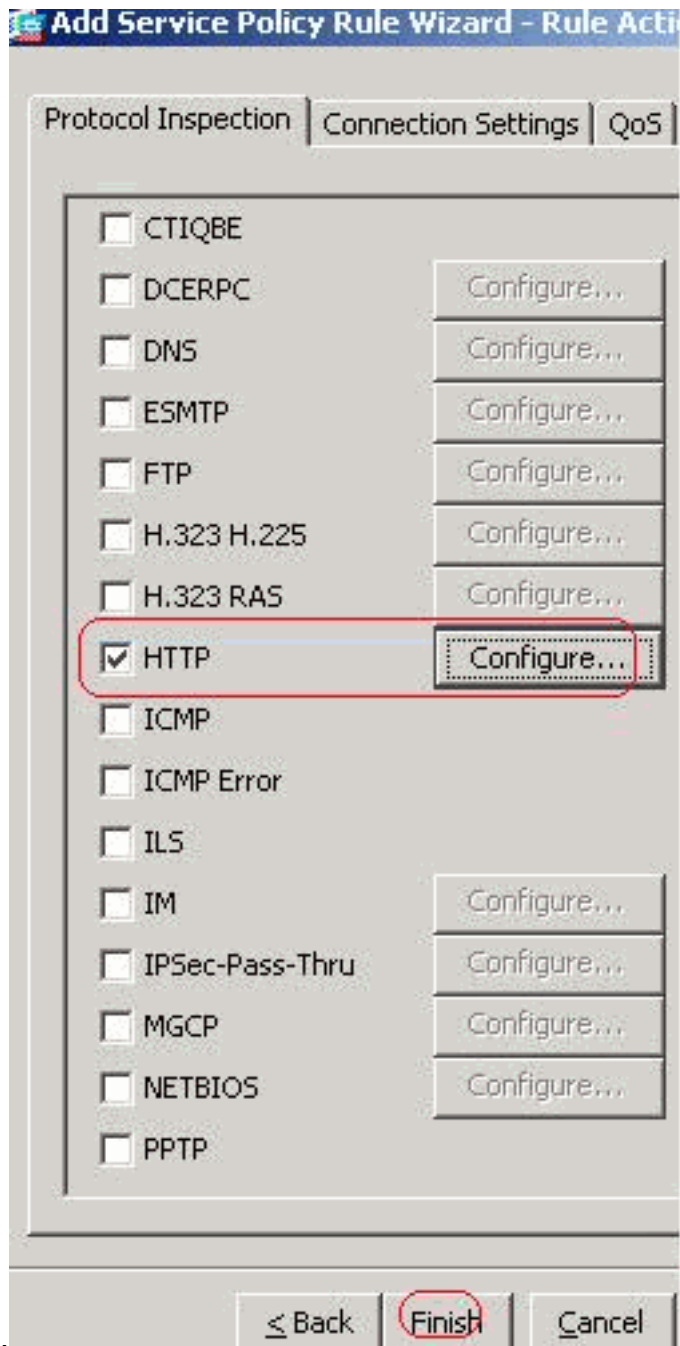 Add Service Policy Rule Wizard - Rule Acti
Protocol Inspection Connection Settings QoS
CTIQBE
DCERPC Configure...
DNS Configure...
ESMTP Configure...
FTP Configure...
H.323 H.225 Configure...
H.323 RAS Configure...
HTTP Configure...
ICMP
ICMP Error
ILS
IM Configure...
IPSec-Pass-Thru Configure...
MGCP Configure...
NETBIOS Configure...
PPTP
< Back Finish Cancel